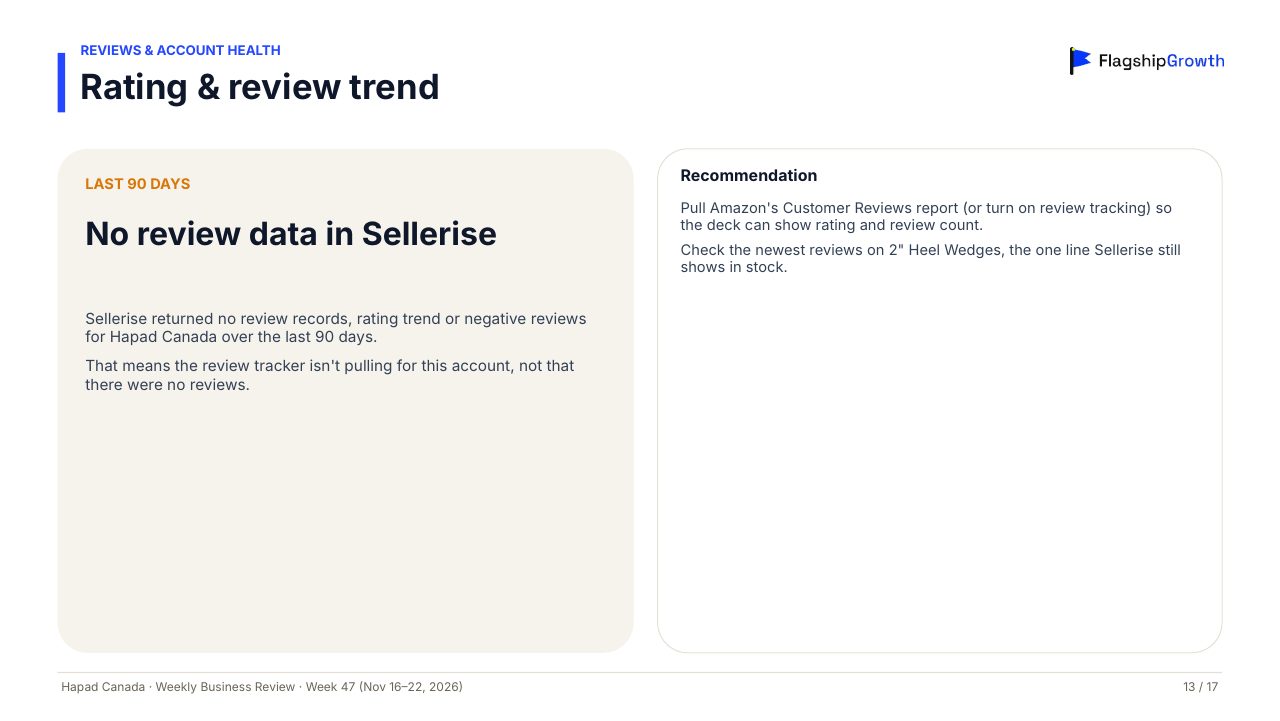 REVIEWS & ACCOUNT HEALTH
Rating & review trend
FlagshipGrowth
LAST 90 DAYS
No review data in Sellerise
Sellerise returned no review records, rating trend or negative reviews
for Hapad Canada over the last 90 days.
That means the review tracker isn't pulling for this account, not that
there were no reviews.
Recommendation
Pull Amazon's Customer Reviews report (or turn on review tracking) so
the deck can show rating and review count.
Check the newest reviews on 2" Heel Wedges, the one line Sellerise still
shows in stock.
Hapad Canada · Weekly Business Review · Week 47 (Nov 16–22, 2026)
13 / 17